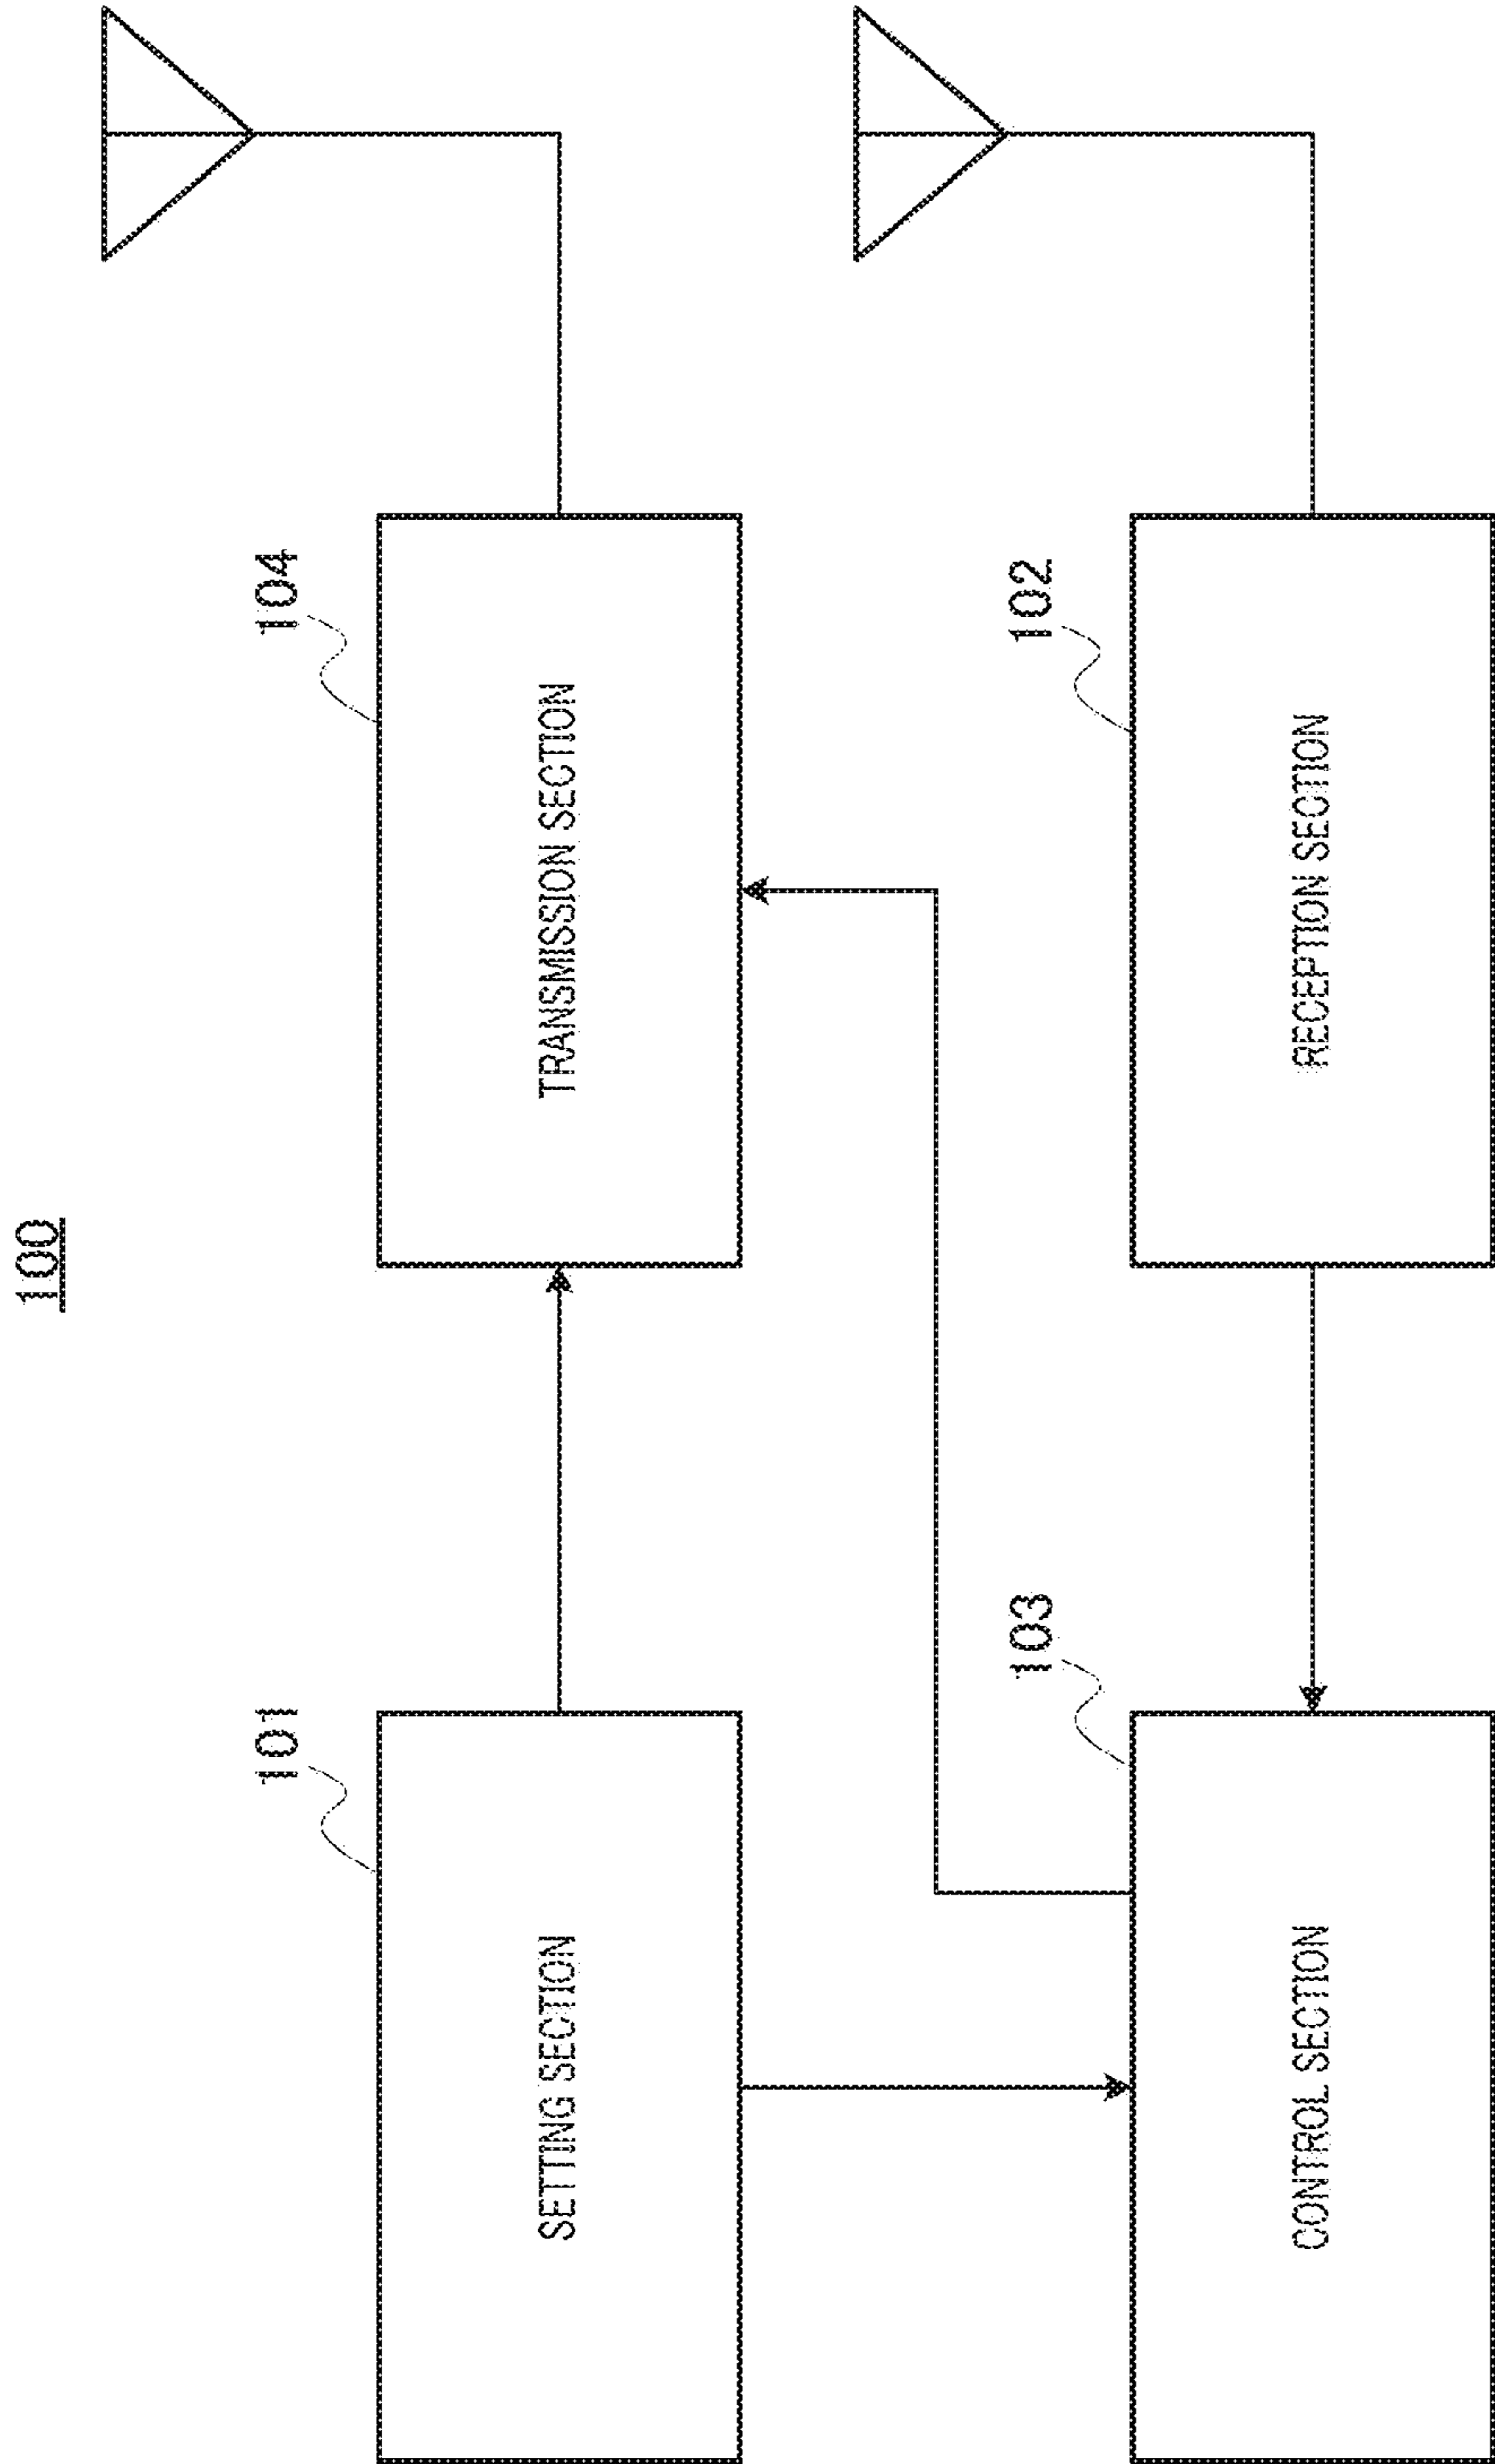 100
101
SETTING SECTION
104
TRANSMISSION SECTION
103
CONTROL SECTION
102
RECEPTION SECTION